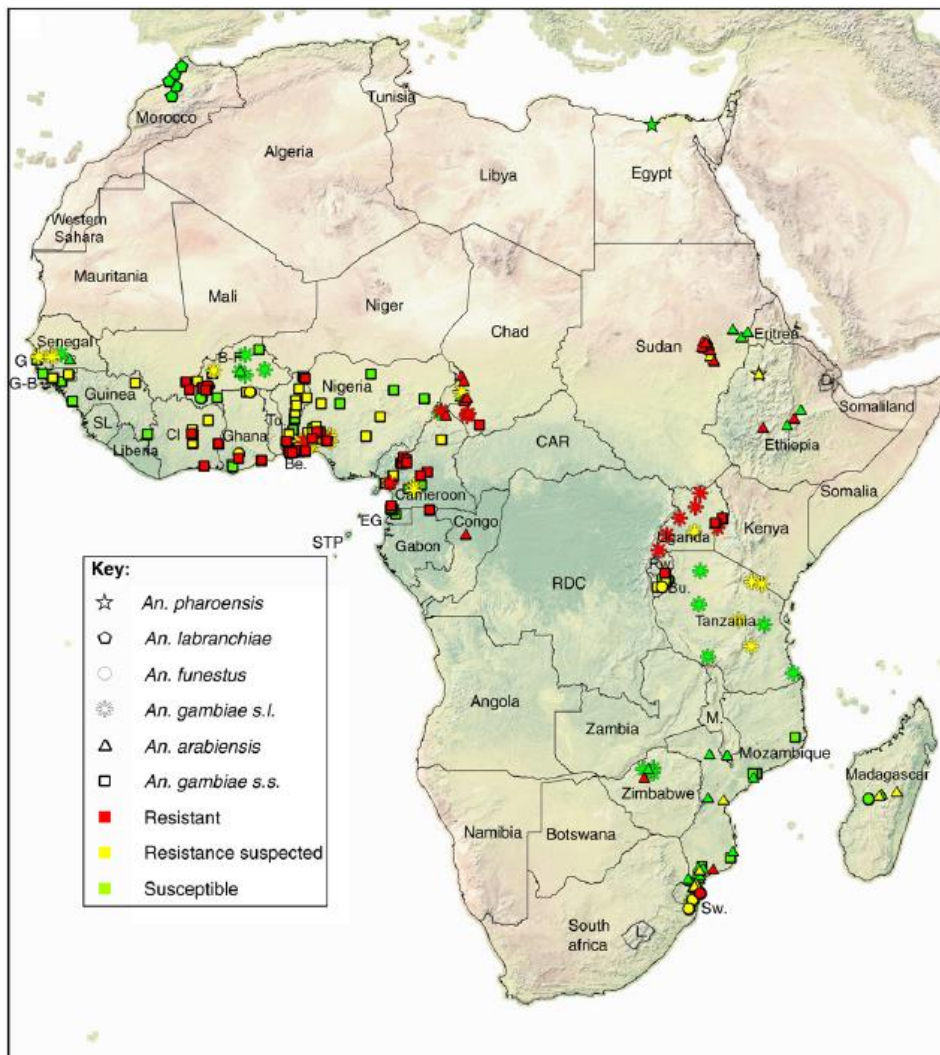 Tunisia
Morocco
Algeria
Libya
Egypt
Western
Sahara
Mauritania
Mali
Niger
Chad
Sudan
Eritrea
Senegal
G
G-B
B-F
Guinea
Nigeria
D.
Somaliland
SL
CI
Ghana
To.
Ethiopia
Liberia
Be.
CAR
Cameroon
Somalia
EG
Congo
Uganda
Kenya
STP
Gabon
Rw.
RDC
Bu.
Tanzania
Key:
An. pharoensis
An. labranchiae
An. funestus
An. gambiae s.l.
An. arabiensis
An. gambiae s.s.
Resistant
Resistance suspected
Susceptible
Angola
Zambia
M.
Mozambique
Madagascar
Zimbabwe
Namibia
Botswana
Sw.
South
africa
L.